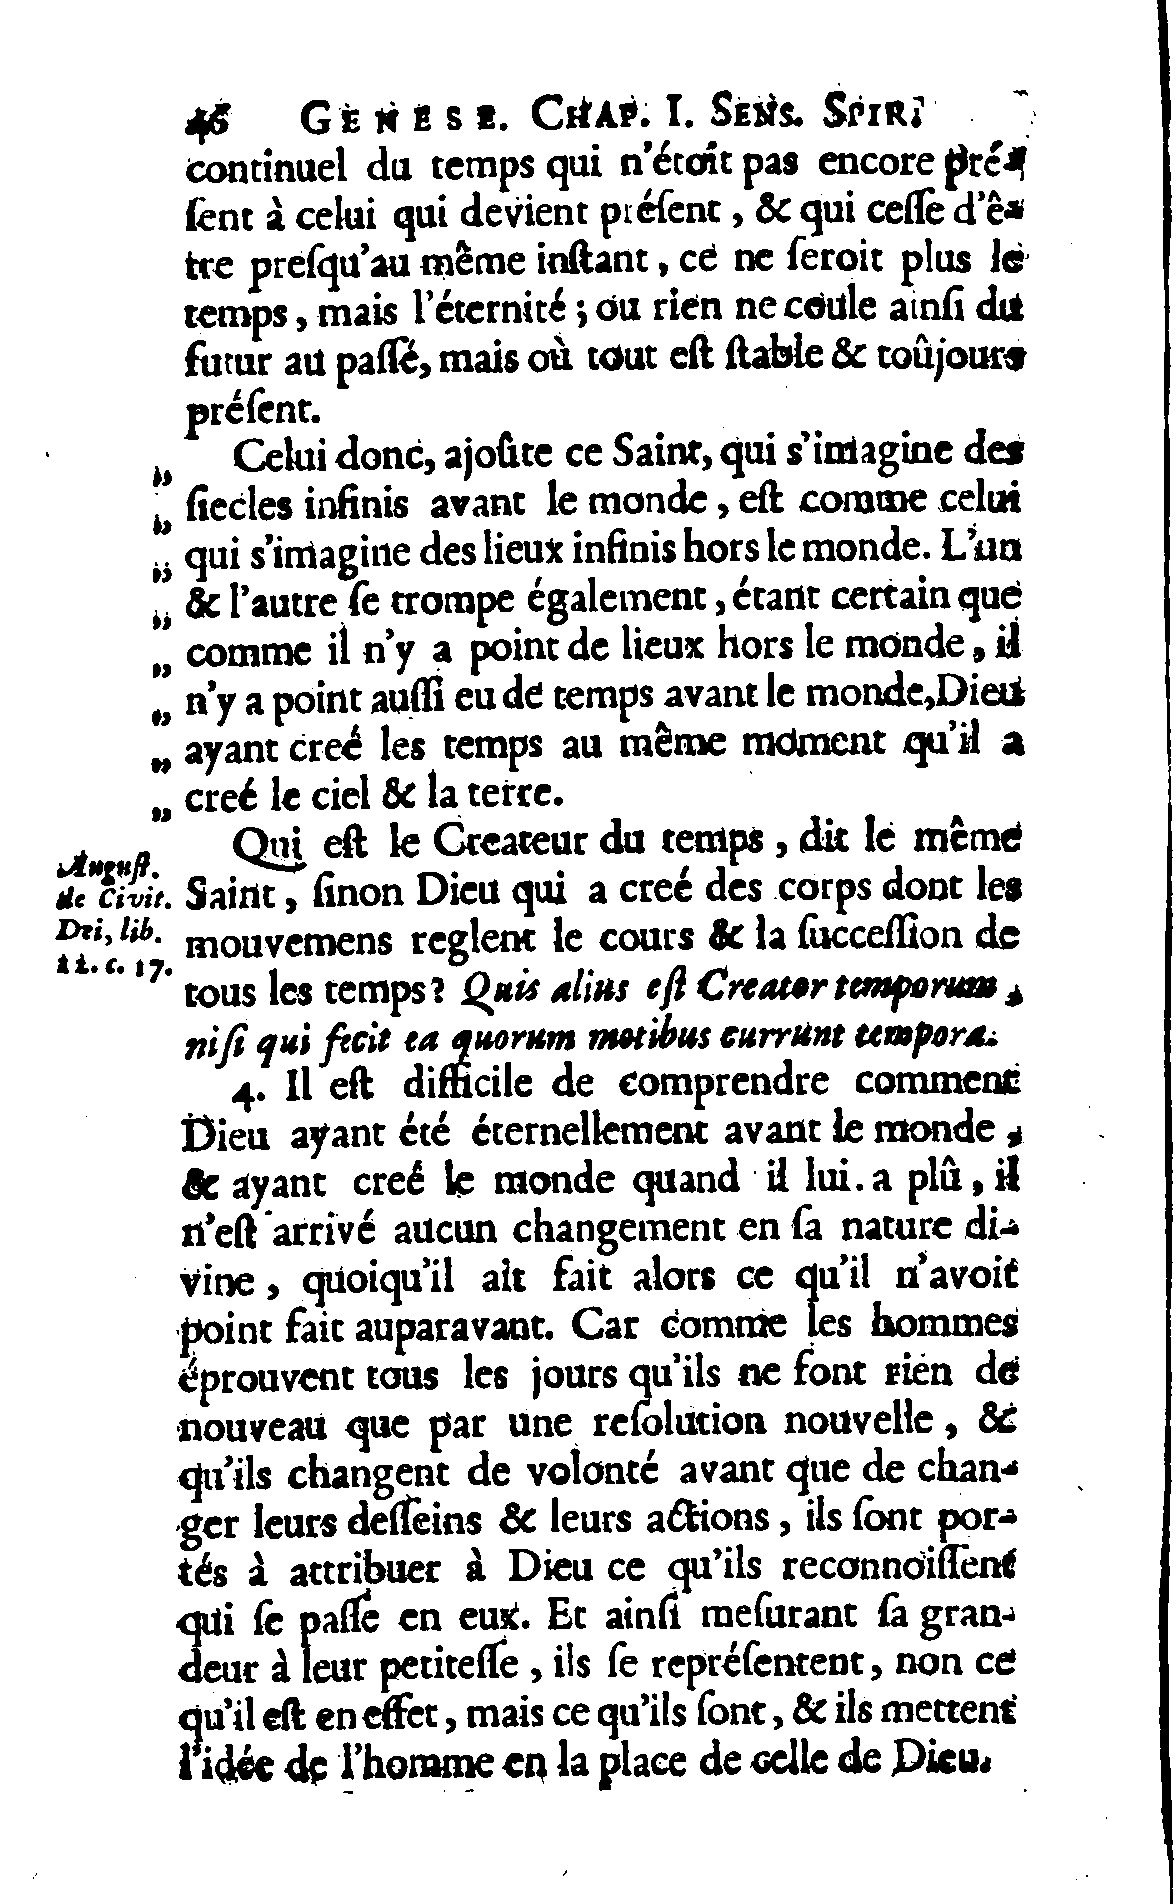 46 GENESE. CHAP. I. SENS. SPIR.
continuel du temps qui n'étoit pas encore pré-
ſent à celui qui devient préſent, & qui ceſſe d'ê-
tre preſqu'au même inſtant, ce ne ſeroit plus le
temps, mais l'éternité; ou rien ne coule ainſi du
futur au paſſé, mais où tout eſt ſtable & toûjours
préſent.
Celui donc, ajoûte ce Saint, qui s'imagine des
„ ſiecles infinis avant le monde, eſt comme celui
„ qui s'imagine des lieux infinis hors le monde. L'un
„ & l'autre ſe trompe également, étant certain que
„ comme il n'y a point de lieux hors le monde, il
„ n'y a point auſſi eu de temps avant le monde, Dieu
„ ayant creé les temps au même moment qu'il a
„ creé le ciel & la terre.
„
Qui eſt le Createur du temps, dit le même
Saint, ſinon Dieu qui a creé des corps dont les
mouvemens reglent le cours & la ſucceſſion de
tous les temps? Quis alius eſt Creator temporum,
niſi qui fecit ea quorum motibus currunt tempora.
Auguſt.
de Civit.
Dei, lib.
11. c. 17.
4. Il eſt difficile de comprendre comment
Dieu ayant été éternellement avant le monde,
& ayant creé le monde quand il lui a plû, il
n'eſt arrivé aucun changement en ſa nature di-
vine, quoiqu'il ait fait alors ce qu'il n'avoit
point fait auparavant. Car comme les hommes
éprouvent tous les jours qu'ils ne font rien de
nouveau que par une reſolution nouvelle, &
qu'ils changent de volonté avant que de chan-
ger leurs deſſeins & leurs actions, ils ſont por-
tés à attribuer à Dieu ce qu'ils reconnoiſſent
qui ſe paſſe en eux. Et ainſi meſurant ſa gran-
deur à leur petiteſſe, ils ſe repréſentent, non ce
qu'il eſt en effet, mais ce qu'ils ſont, & ils mettent
l'idée de l'homme en la place de celle de Dieu.